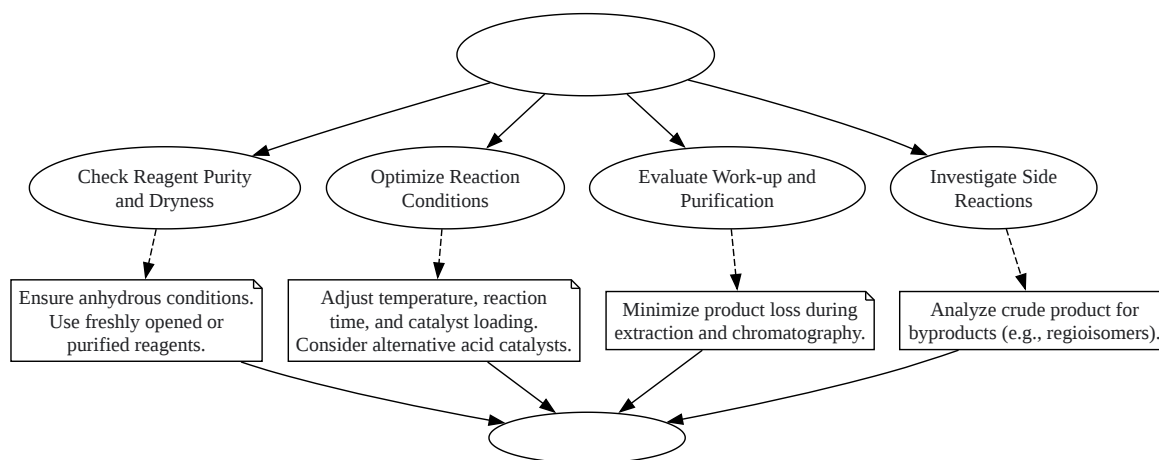 Check Reagent Purity
and Dryness
Optimize Reaction
Conditions
Evaluate Work-up and
Purification
Investigate Side
Reactions
Ensure anhydrous conditions.
Use freshly opened or
purified reagents.
Adjust temperature, reaction
time, and catalyst loading.
Consider alternative acid catalysts.
Minimize product loss during
extraction and chromatography.
Analyze crude product for
byproducts (e.g., regioisomers).